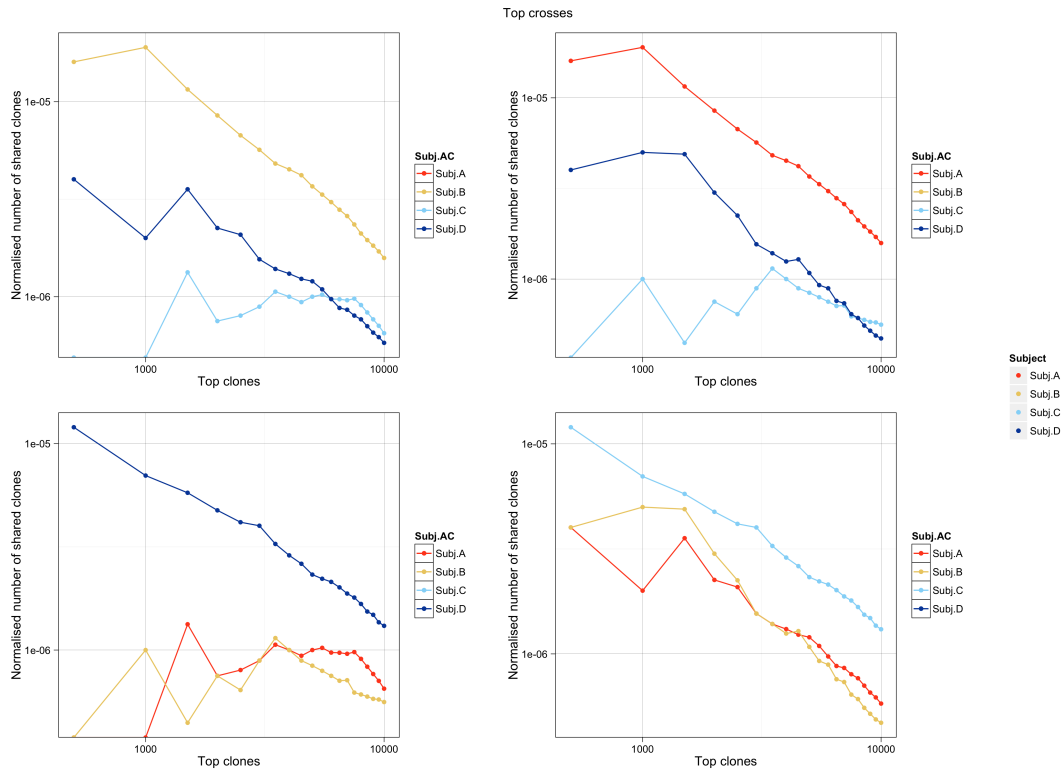 Top crosses
Normalised number of shared clones
1e-05
1e-06
1000
10000
Top clones
Subj.AC
Subj.A
Subj.B
Subj.C
Subj.D
Normalised number of shared clones
1e-05
1e-06
1000
10000
Top clones
Subj.AC
Subj.A
Subj.B
Subj.C
Subj.D
Subject
Subj.A
Subj.B
Subj.C
Subj.D
Normalised number of shared clones
1e-05
1e-06
1000
10000
Top clones
Subj.AC
Subj.A
Subj.B
Subj.C
Subj.D
Normalised number of shared clones
1e-05
1e-06
1000
10000
Top clones
Subj.AC
Subj.A
Subj.B
Subj.C
Subj.D